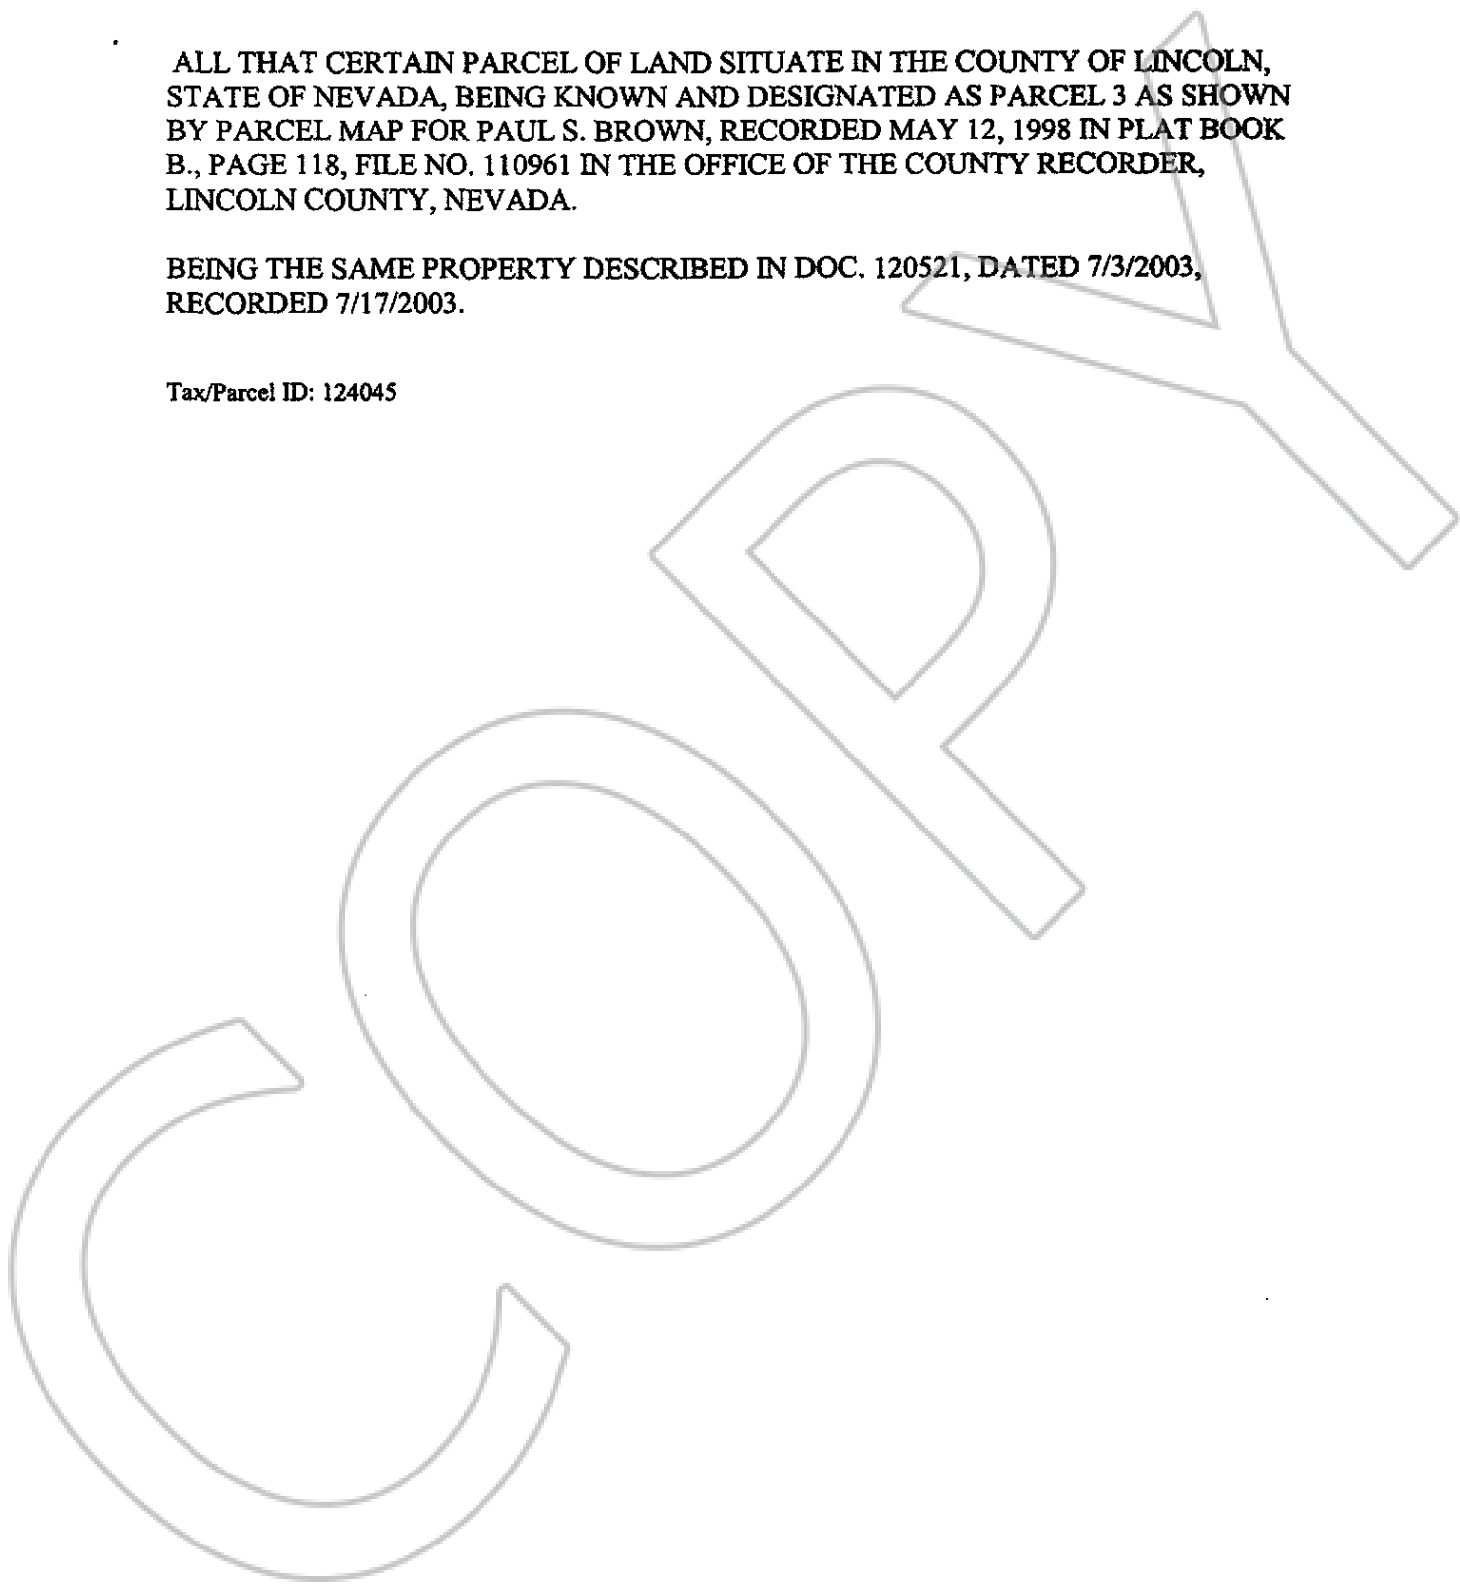 ALL THAT CERTAIN PARCEL OF LAND SITUATE IN THE COUNTY OF LINCOLN,
STATE OF NEVADA, BEING KNOWN AND DESIGNATED AS PARCEL 3 AS SHOWN
BY PARCEL MAP FOR PAUL S. BROWN, RECORDED MAY 12, 1998 IN PLAT BOOK
B., PAGE 118, FILE NO. 110961 IN THE OFFICE OF THE COUNTY RECORDER,
LINCOLN COUNTY, NEVADA.
BEING THE SAME PROPERTY DESCRIBED IN DOC. 120521, DATED 7/3/2003,
RECORDED 7/17/2003.
Tax/Parcel ID: 124045
COPY